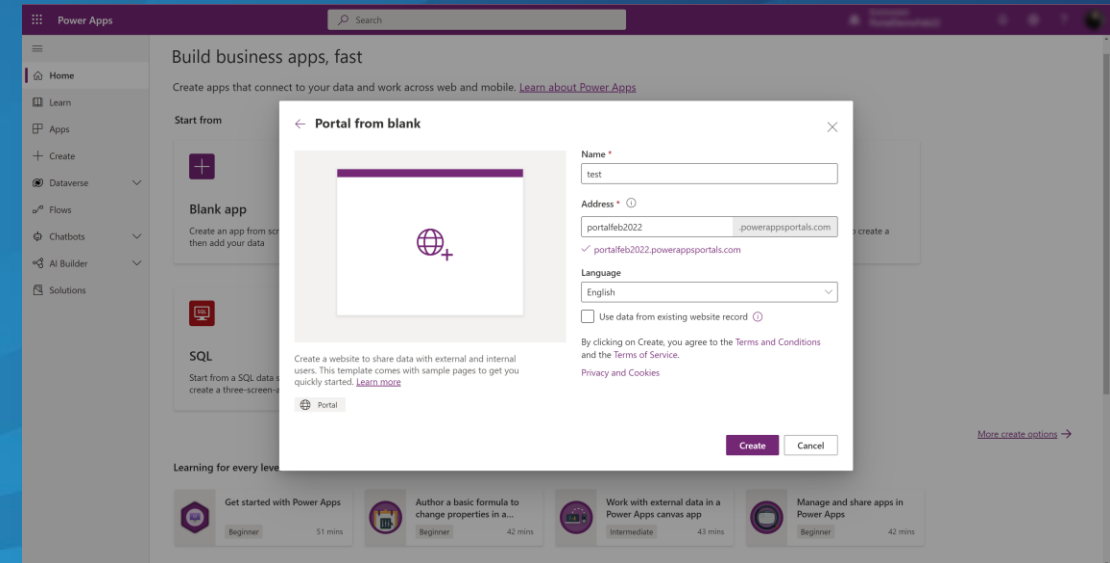 Power Apps
Search
Home
Learn
Apps
Create
Dataverse
Flows
Chatbots
AI Builder
Solutions
Build business apps, fast
Create apps that connect to your data and work across web and mobile. Learn about Power Apps
Start from
Blank app
Create an app from scr
then add your data
o create a
SQL
Start from a SQL data s
create a three-screen-a
Portal from blank
Create a website to share data with external and internal
users. This template comes with sample pages to get you
quickly started. Learn more
Portal
Name *
test
Address *
portalfeb2022 .powerappsportals.com
portalfeb2022.powerappsportals.com
Language
English
Use data from existing website record
By clicking on Create, you agree to the Terms and Conditions
and the Terms of Service.
Privacy and Cookies
Create Cancel
More create options
Learning for every leve
Get started with Power Apps
Beginner 51 mins
Author a basic formula to
change properties in a...
Beginner 42 mins
Work with external data in a
Power Apps canvas app
Intermediate 43 mins
Manage and share apps in
Power Apps
Beginner 42 mins